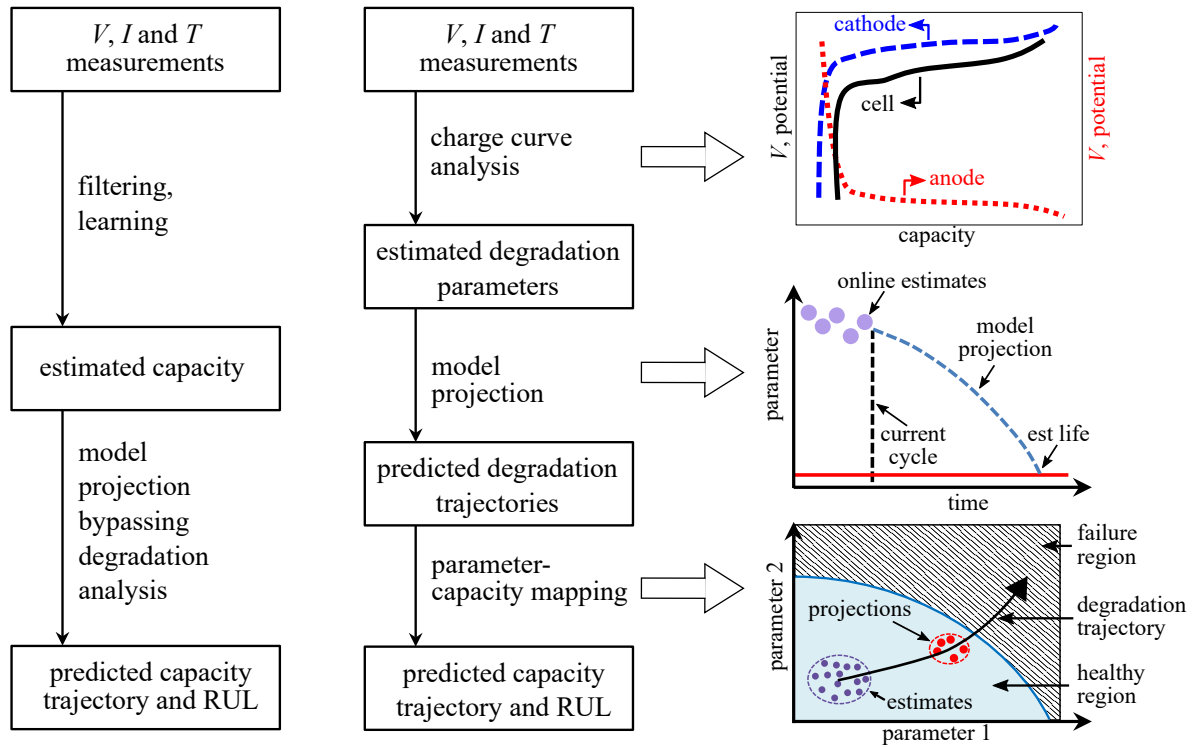 V, I and T
measurements
filtering,
learning
estimated capacity
model
projection
bypassing
degradation
analysis
predicted capacity
trajectory and RUL
V, I and T
measurements
charge curve
analysis
estimated degradation
parameters
model
projection
predicted degradation
trajectories
parameter-
capacity mapping
predicted capacity
trajectory and RUL
cathode
cell
anode
V, potential
V, potential
capacity
online estimates
model
projection
current
cycle
est life
parameter
time
failure
region
projections
degradation
trajectory
healthy
region
estimates
parameter 2
parameter 1